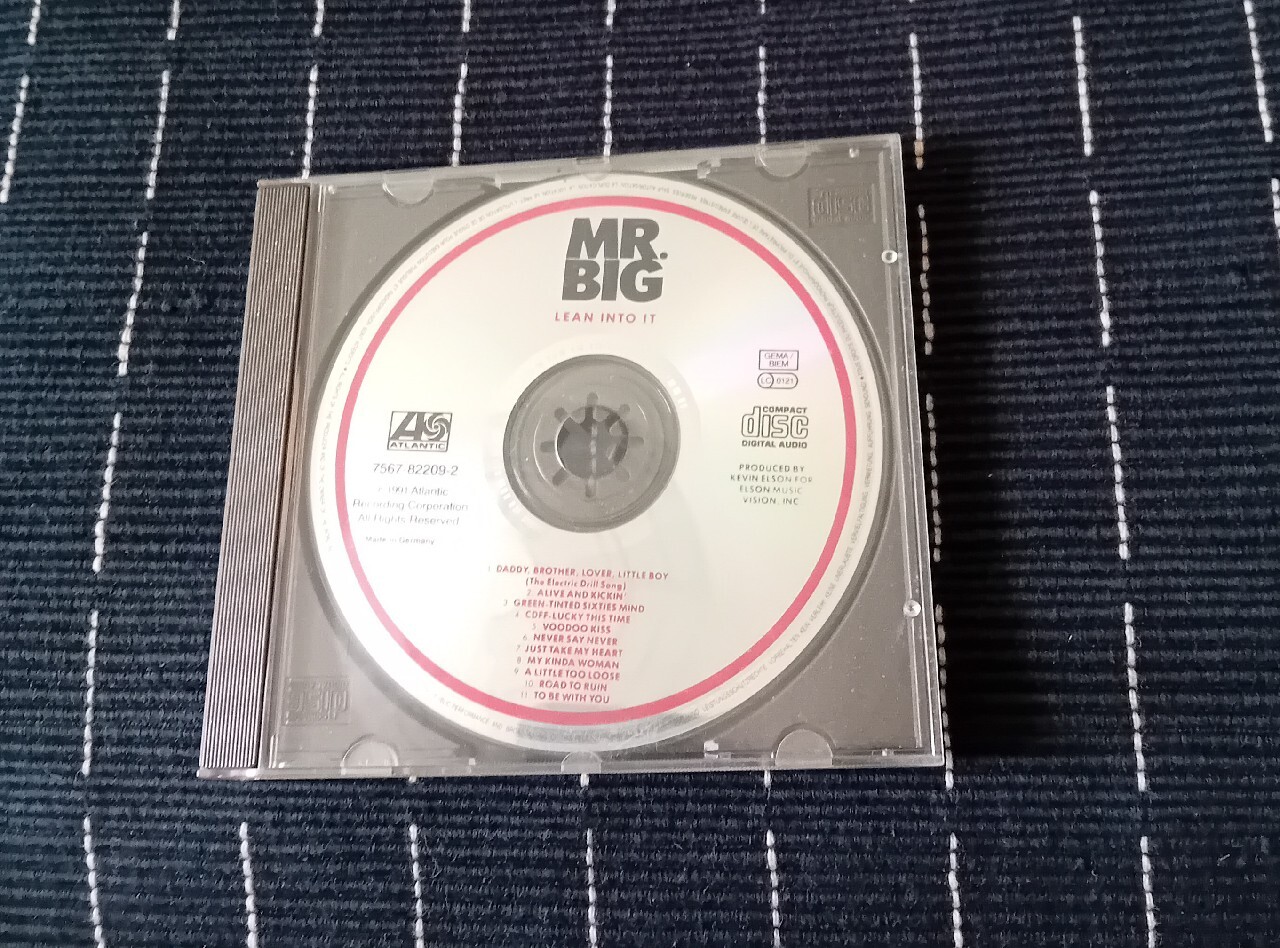 MR.
BIG
LEAN INTO IT
GEMA/
BIEM
LC 0121
COMPACT
disc
DIGITAL AUDIO
ATLANTIC
7567 82209-2
1991 Atlantic
Recording Corporation
All Rights Reserved
Made in Germany
PRODUCED BY
KEVIN ELSON FOR
ELSON MUSIC
VISION, INC
1 DADDY, BROTHER, LOVER, LITTLE BOY
(The Electric Drill Song)
2 ALIVE AND KICKIN'
3 GREEN-TINTED SIXTIES MIND
4 CDFF-LUCKY THIS TIME
5 VOODOO KISS
6 NEVER SAY NEVER
7 JUST TAKE MY HEART
8 MY KINDA WOMAN
9 A LITTLE TOO LOOSE
10 ROAD TO RUIN
11 TO BE WITH YOU
disc
disc